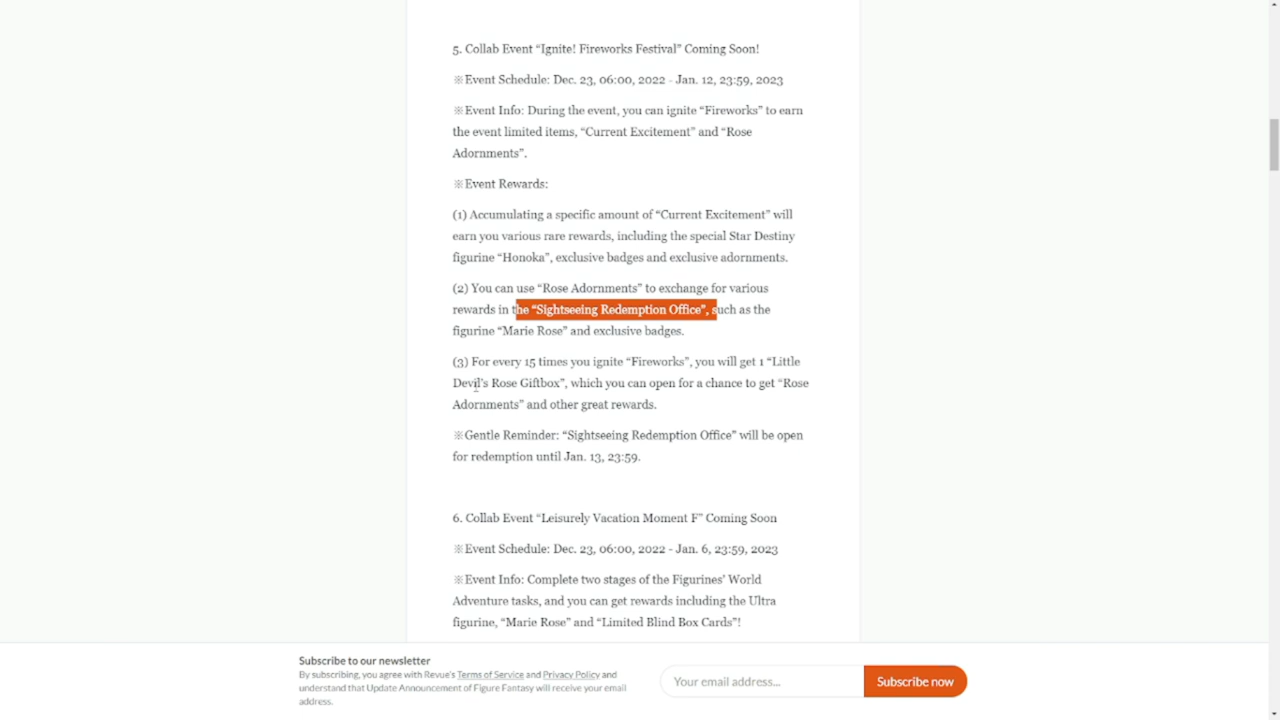 5. Collab Event “Ignite! Fireworks Festival” Coming Soon!
※Event Schedule: Dec. 23, 06:00, 2022 - Jan. 12, 23:59, 2023
※Event Info: During the event, you can ignite “Fireworks” to earn
the event limited items, “Current Excitement” and “Rose
Adornments”.
※Event Rewards:
(1) Accumulating a specific amount of “Current Excitement” will
earn you various rare rewards, including the special Star Destiny
figurine “Honoka”, exclusive badges and exclusive adornments.
(2) You can use “Rose Adornments” to exchange for various
rewards in the “Sightseeing Redemption Office”, such as the
figurine “Marie Rose” and exclusive badges.
(3) For every 15 times you ignite “Fireworks”, you will get 1 “Little
Devil’s Rose Giftbox”, which you can open for a chance to get “Rose
Adornments” and other great rewards.
※Gentle Reminder: “Sightseeing Redemption Office” will be open
for redemption until Jan. 13, 23:59.
6. Collab Event “Leisurely Vacation Moment F” Coming Soon
※Event Schedule: Dec. 23, 06:00, 2022 - Jan. 6, 23:59, 2023
※Event Info: Complete two stages of the Figurines’ World
Adventure tasks, and you can get rewards including the Ultra
figurine, “Marie Rose” and “Limited Blind Box Cards”!
Subscribe to our newsletter
By subscribing, you agree with Revue's Terms of Service and Privacy Policy and
understand that Update Announcement of Figure Fantasy will receive your email
address.
Your email address...
Subscribe now